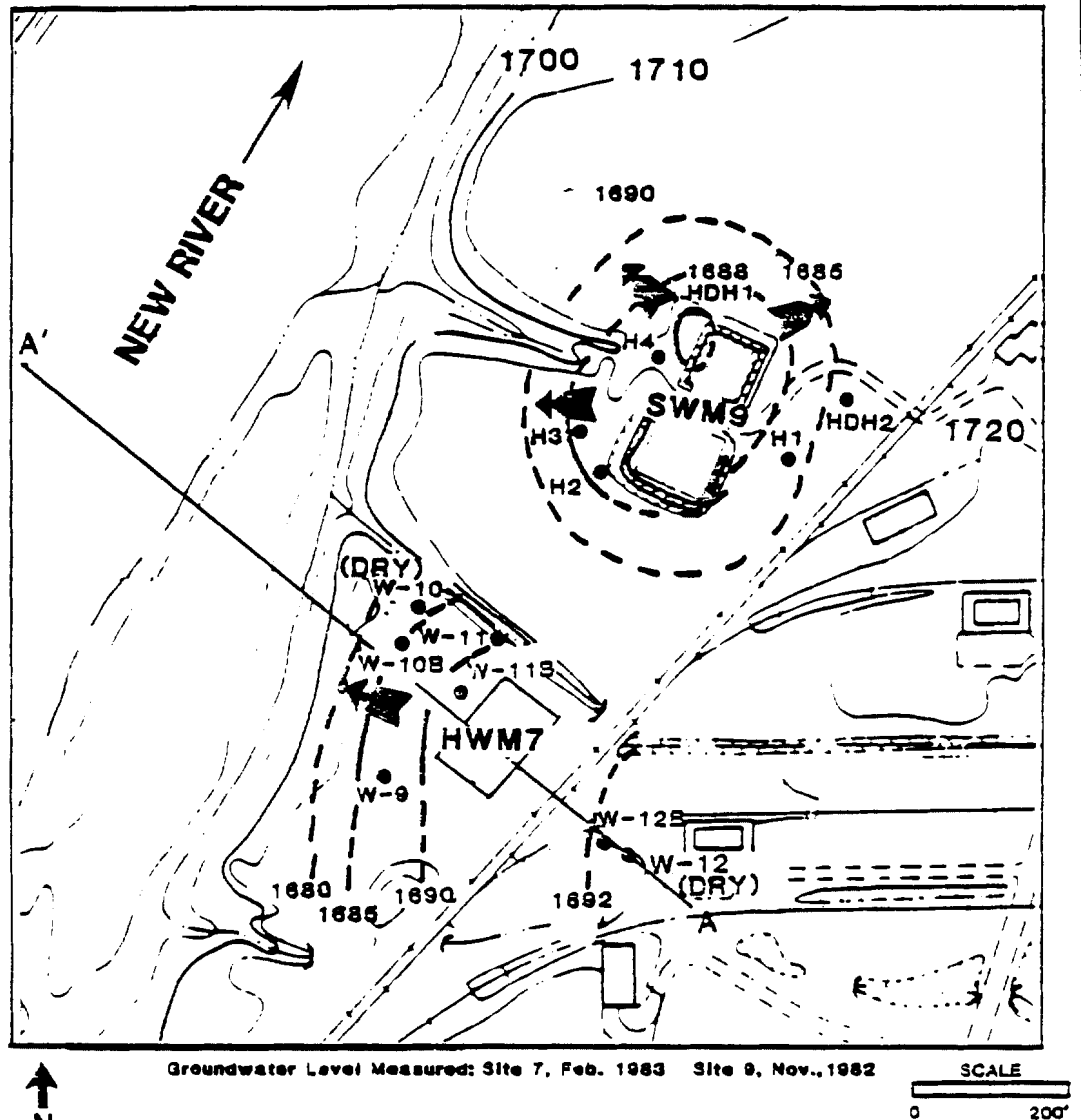 1700 1710
NEW RIVER
1690
1688 1685
HDH1
A'
H4
SWM9
HDH2
H3
H1
1720
H2
(DRY)
W-10
W-11
W-10B
W-11B
HWM7
W-9
W-12B
W-12
(DRY)
1680
1690
1692
1685
A
Groundwater Level Measured: Site 7, Feb. 1983 Site 9, Nov., 1982
SCALE
N
0 200'